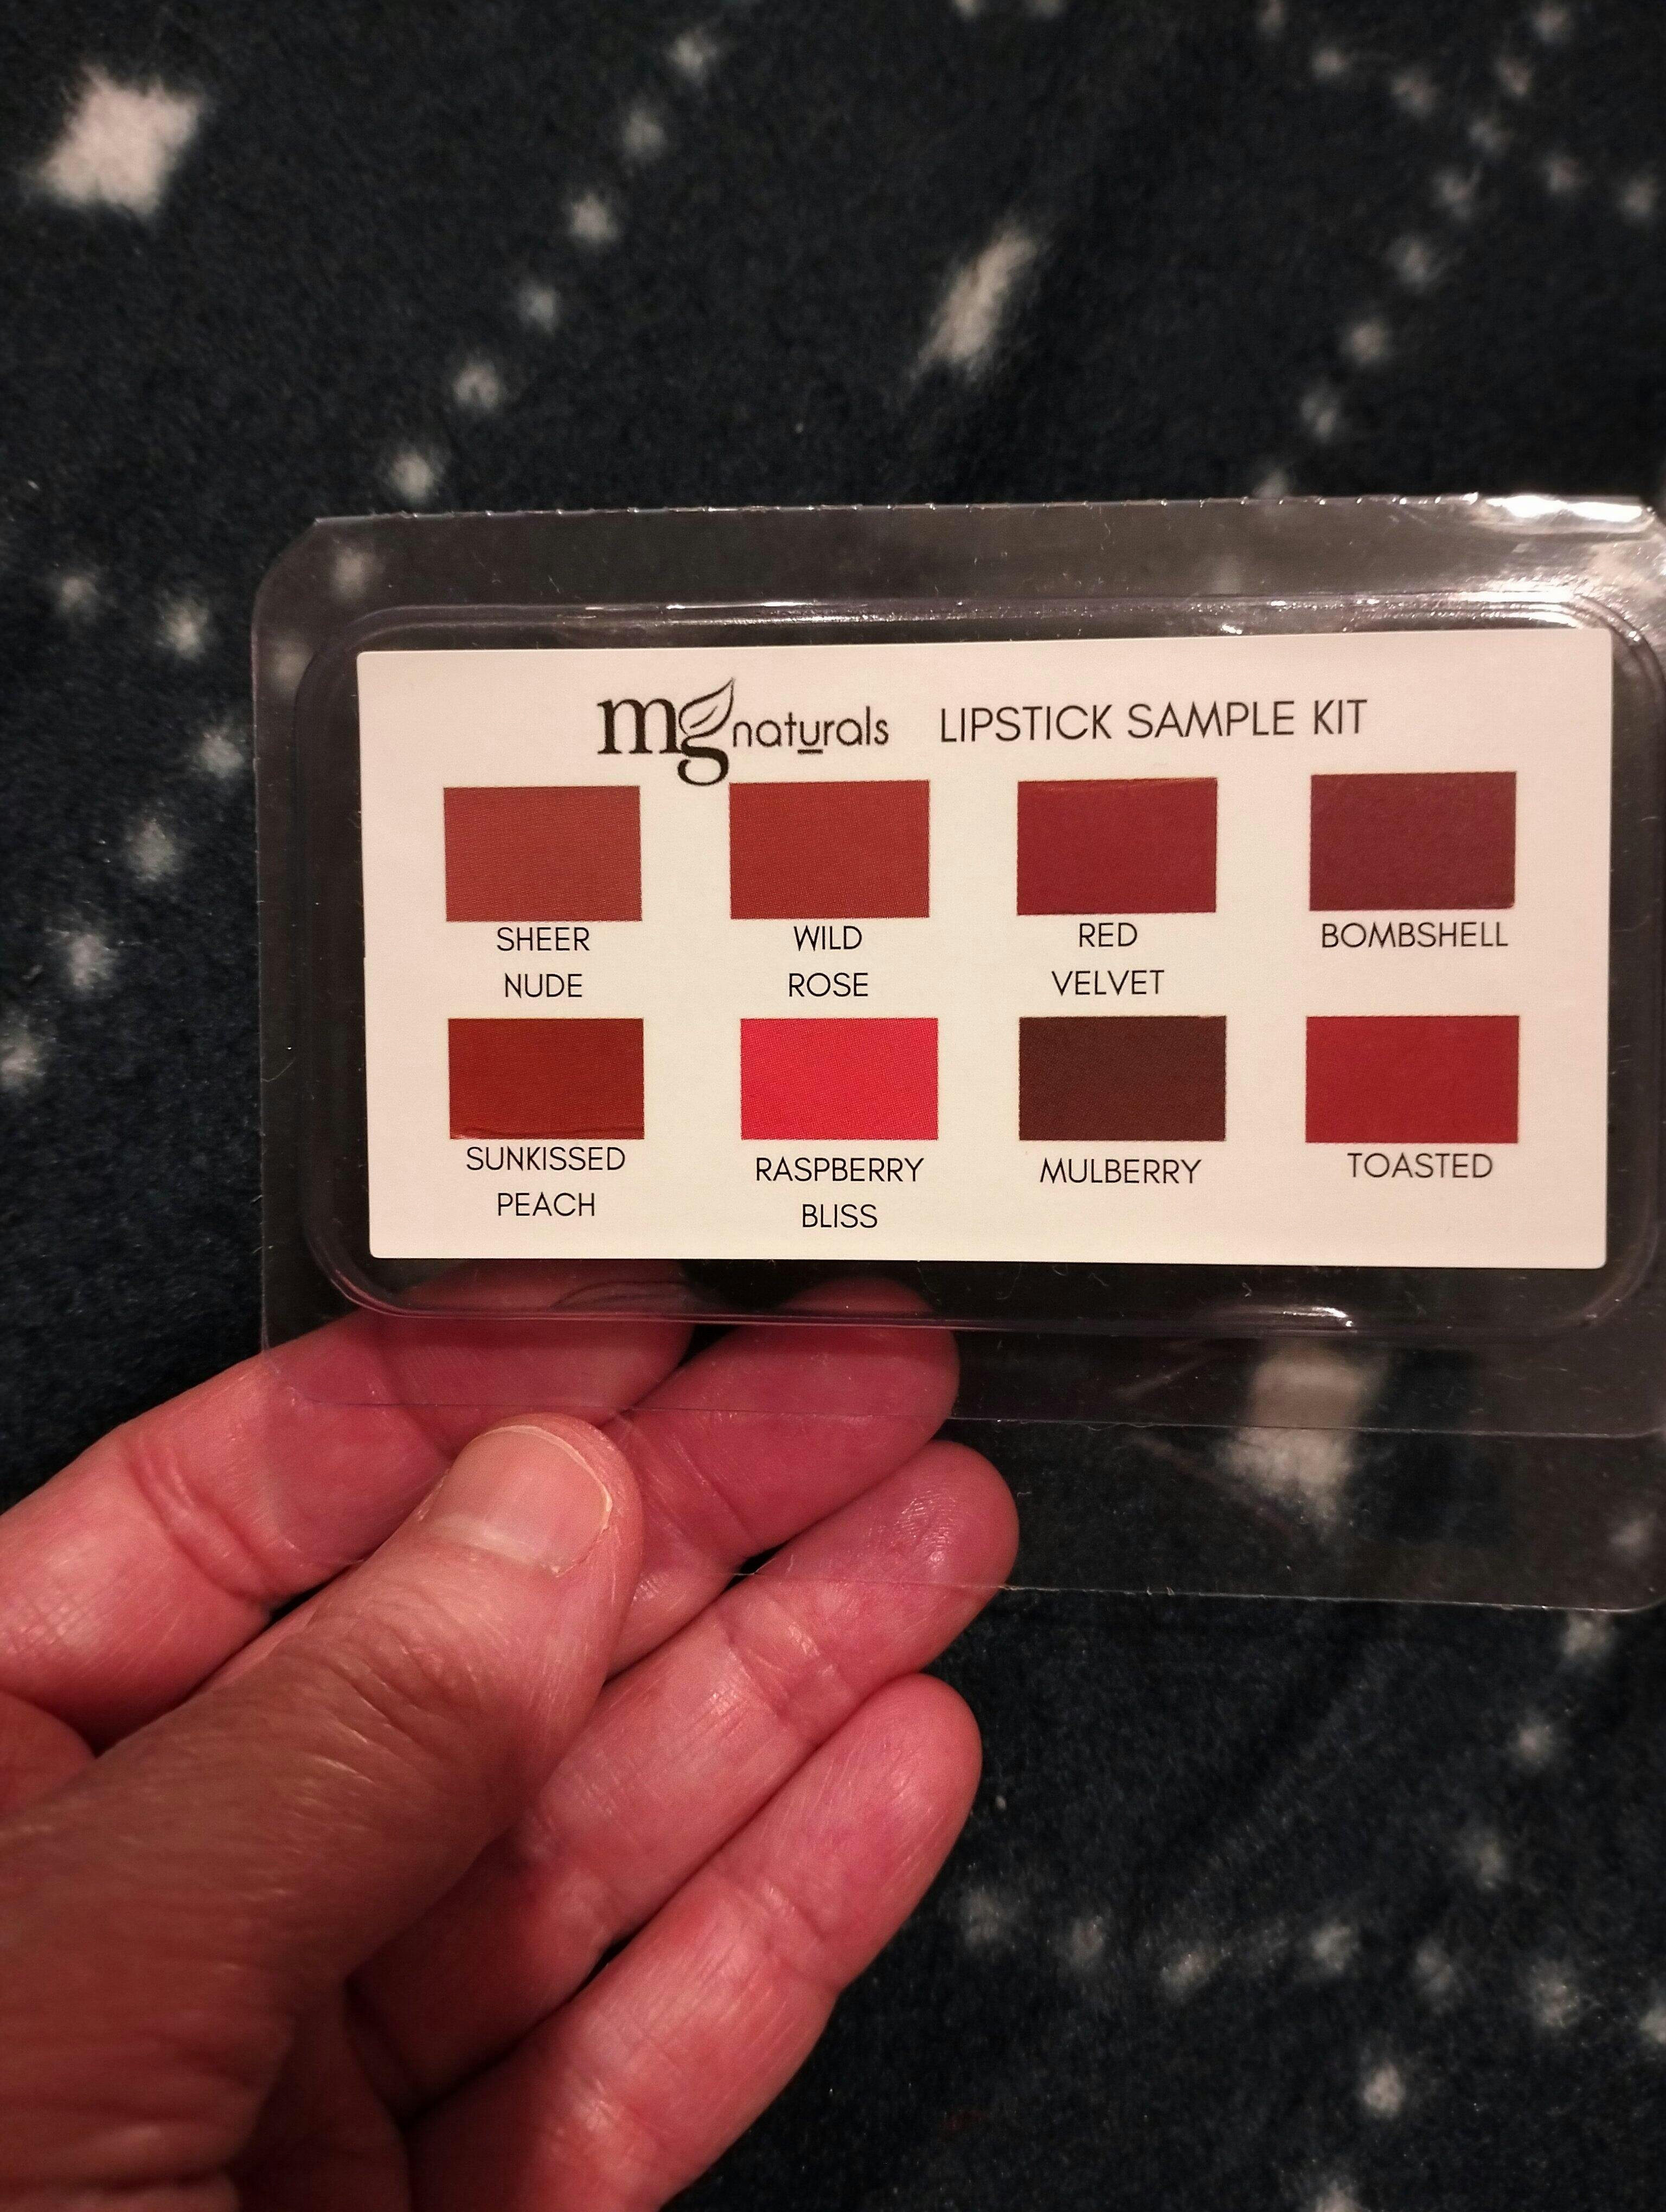 mg naturals LIPSTICK SAMPLE KIT
SHEER NUDE
WILD ROSE
RED VELVET
BOMBSHELL
SUNKISSED PEACH
RASPBERRY BLISS
MULBERRY
TOASTED